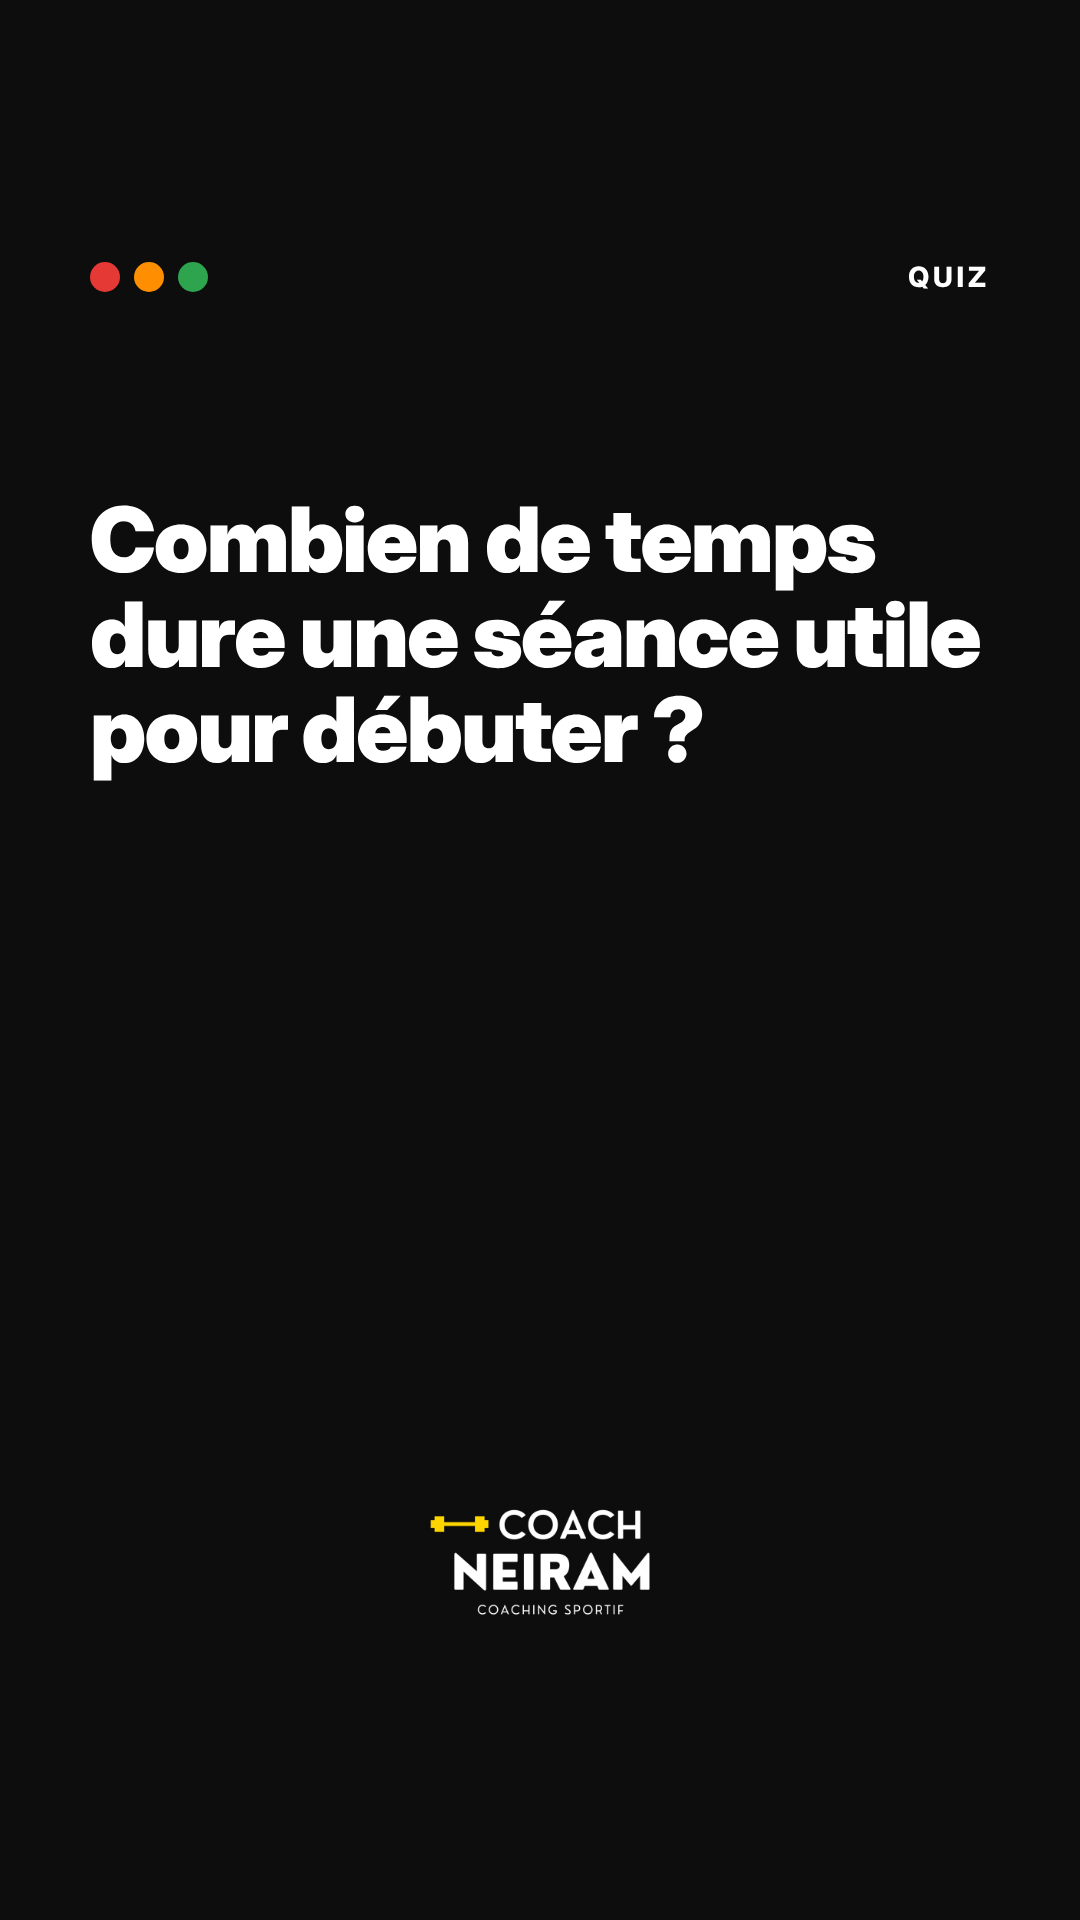 QUIZ
Combien de temps
dure une séance utile
pour débuter ?
COACH
NEIRAM
COACHING SPORTIF